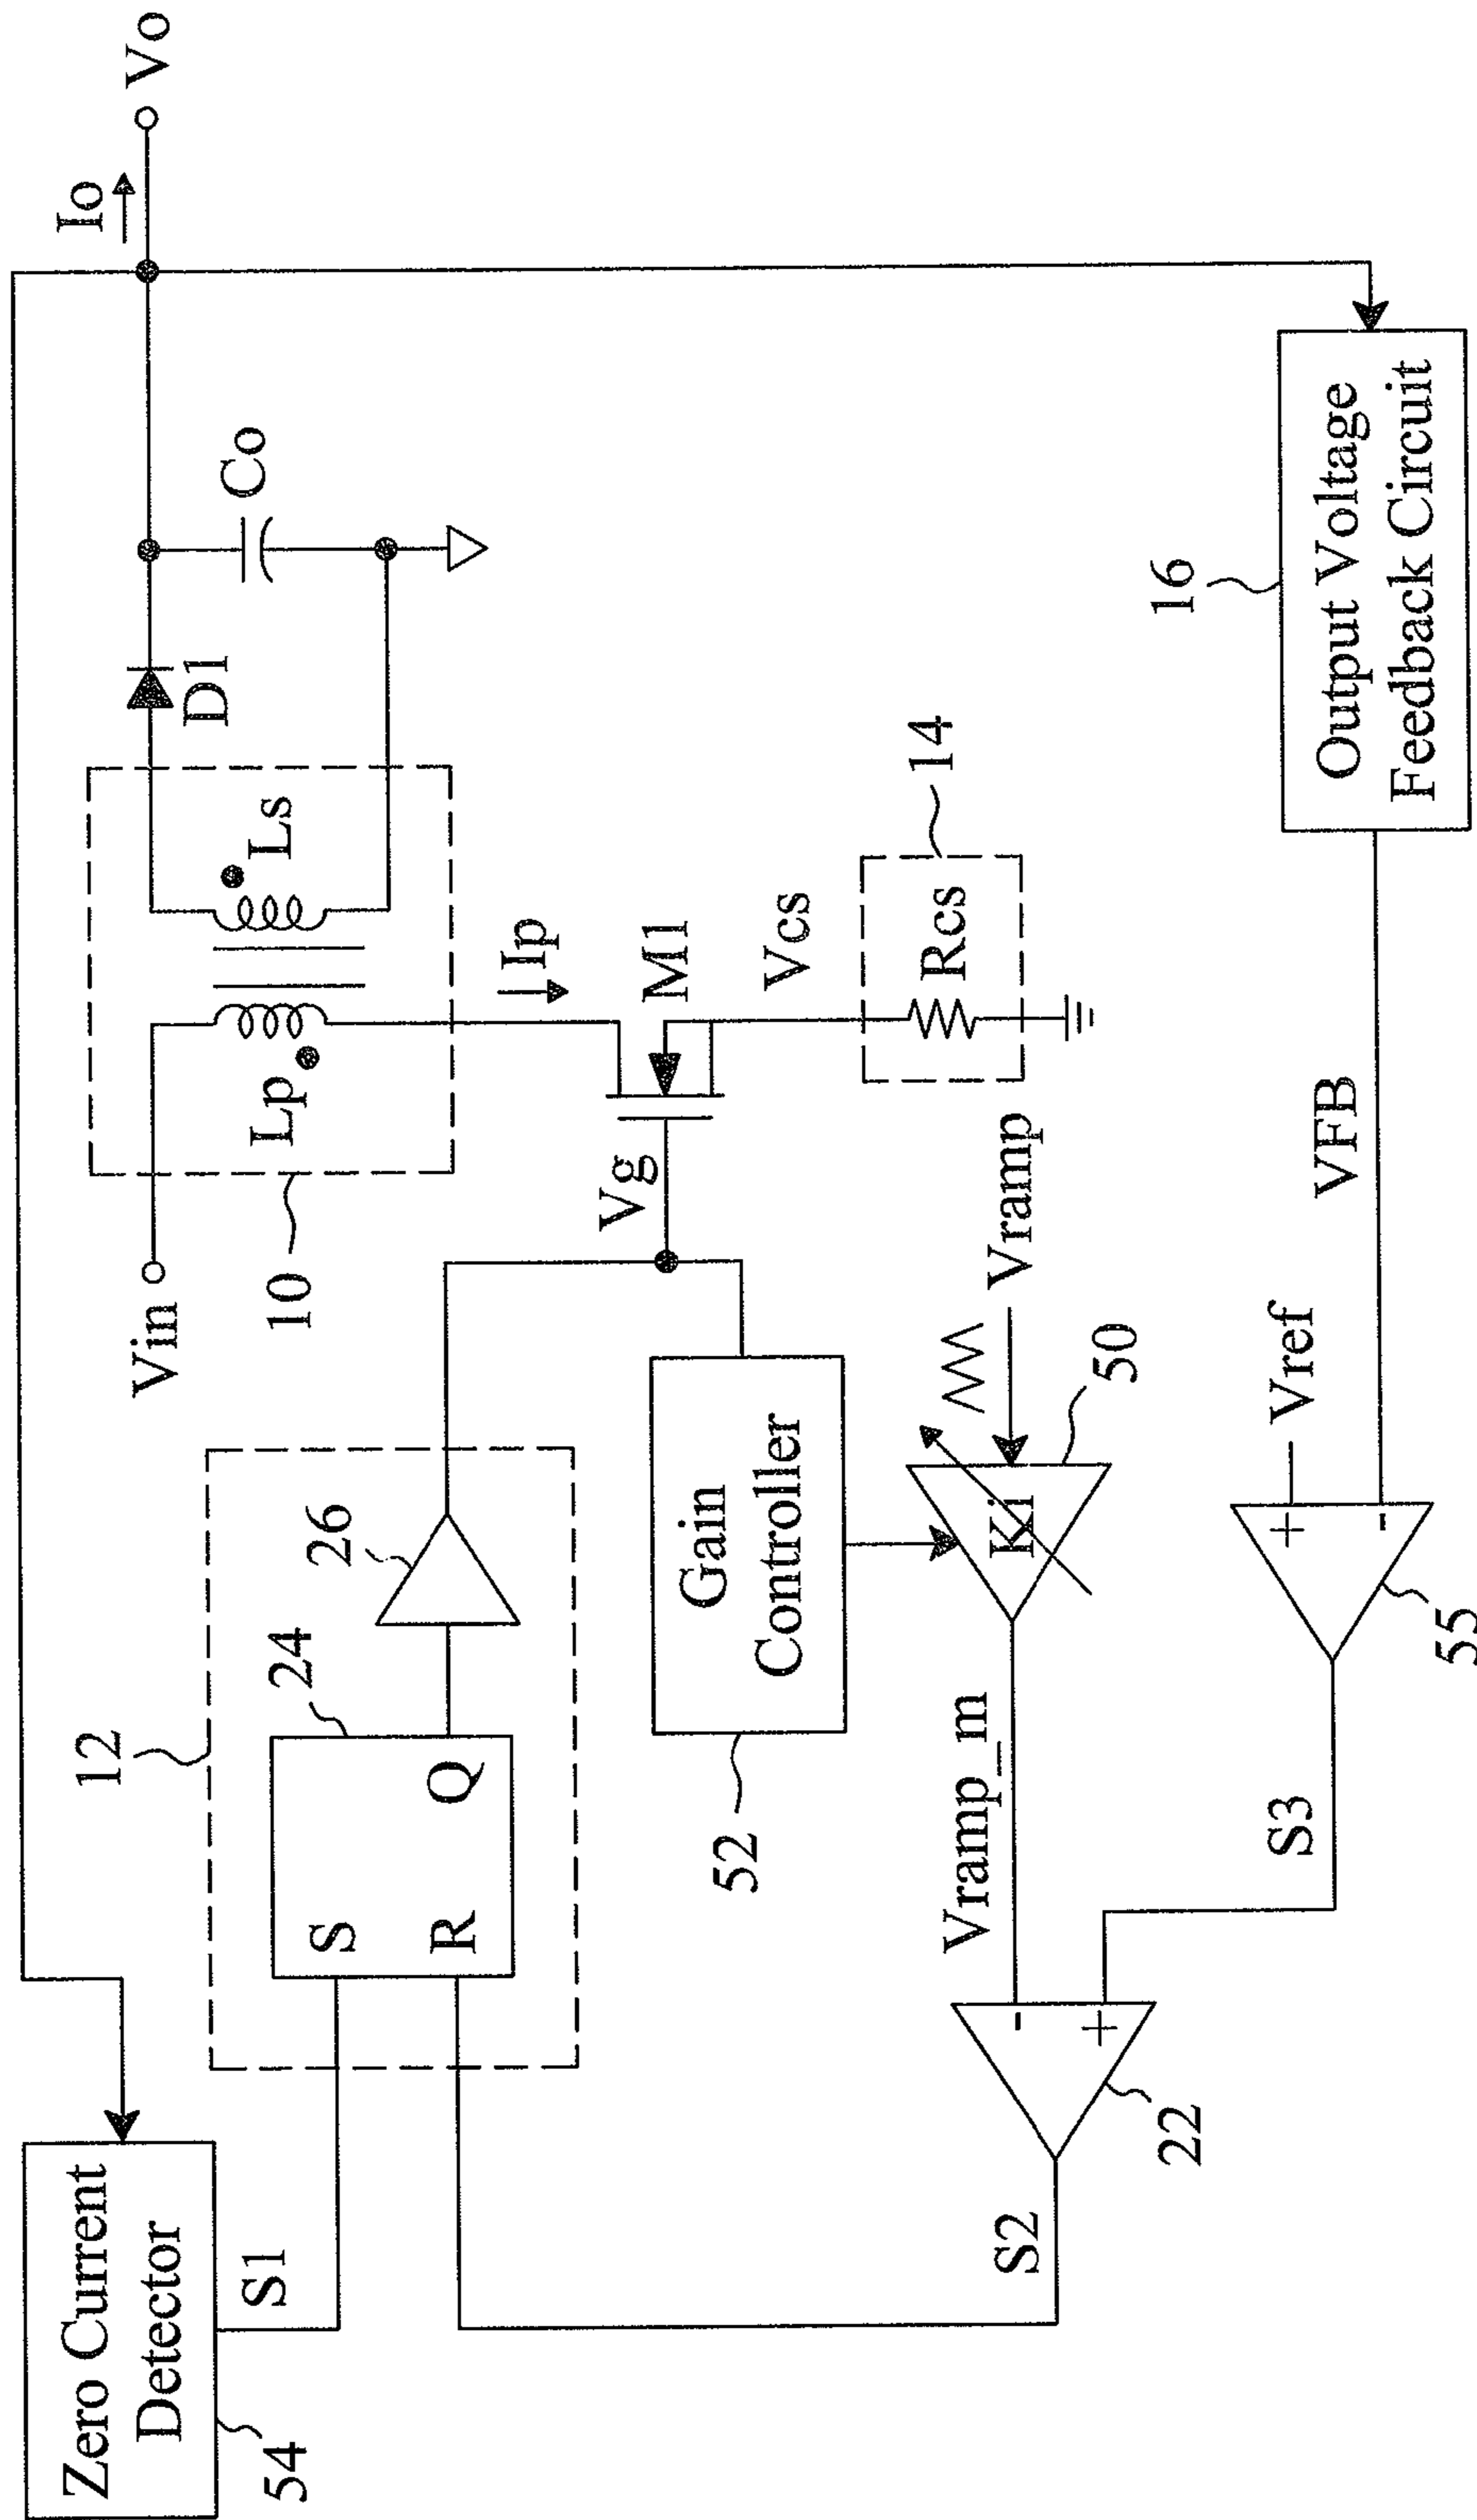 Zero Current
Detector
54
S1
12
24
S
R
Q
26
Vin
10
Lp
Ls
D1
Co
Io
Vo
Ip
M1
Vg
Vcs
Rcs
14
Gain
Controller
52
Vramp
Ki
50
Vramp_m
-
+
22
S2
S3
Vref
+
-
55
VFB
16
Output Voltage
Feedback Circuit